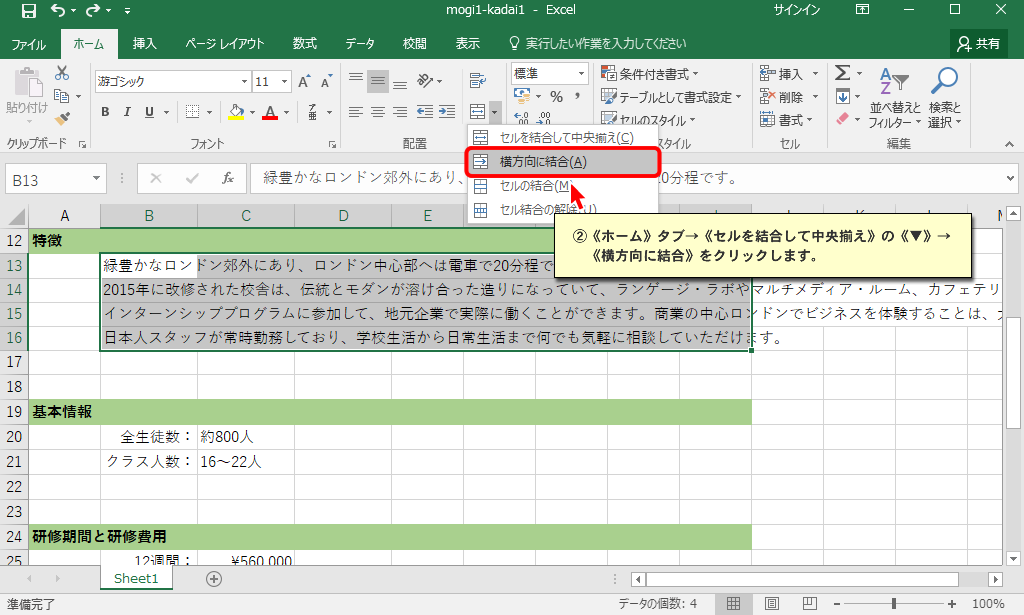 mogi1-kadai1 - Excel
サインイン
ファイル ホーム 挿入 ページ レイアウト 数式 データ 校閲 表示 実行したい作業を入力してください 共有
貼り付け
游ゴシック 11
標準
条件付き書式
挿入
Σ
B I U
A
%
テーブルとして書式設定
削除
並べ替えと
フィルター
検索と
選択
セルのスタイル
書式
クリップボード フォント 配置 スタイル セル 編集
セルを結合して中央揃え(C)
横方向に結合(A)
セルの結合(M
セル結合の解除(U)
B13
fx
緑豊かなロンドン郊外にあり、
20分程です。
②《ホーム》タブ→《セルを結合して中央揃え》の《▼》→
《横方向に結合》をクリックします。
A B C D E
12 特徴
13 緑豊かなロンドン郊外にあり、ロンドン中心部へは電車で20分程で
14 2015年に改修された校舎は、伝統とモダンが溶け合った造りになっていて、ランゲージ・ラボやマルチメディア・ルーム、カフェテリ
15 インターンシッププログラムに参加して、地元企業で実際に働くことができます。商業の中心ロンドンでビジネスを体験することは、
16 日本人スタッフが常時勤務しており、学校生活から日常生活まで何でも気軽に相談していただけます。
17
18
19 基本情報
20 全生徒数： 約800人
21 クラス人数： 16～22人
22
23
24 研修期間と研修費用
25 12週間： ¥560,000
Sheet1
準備完了
データの個数: 4
100%